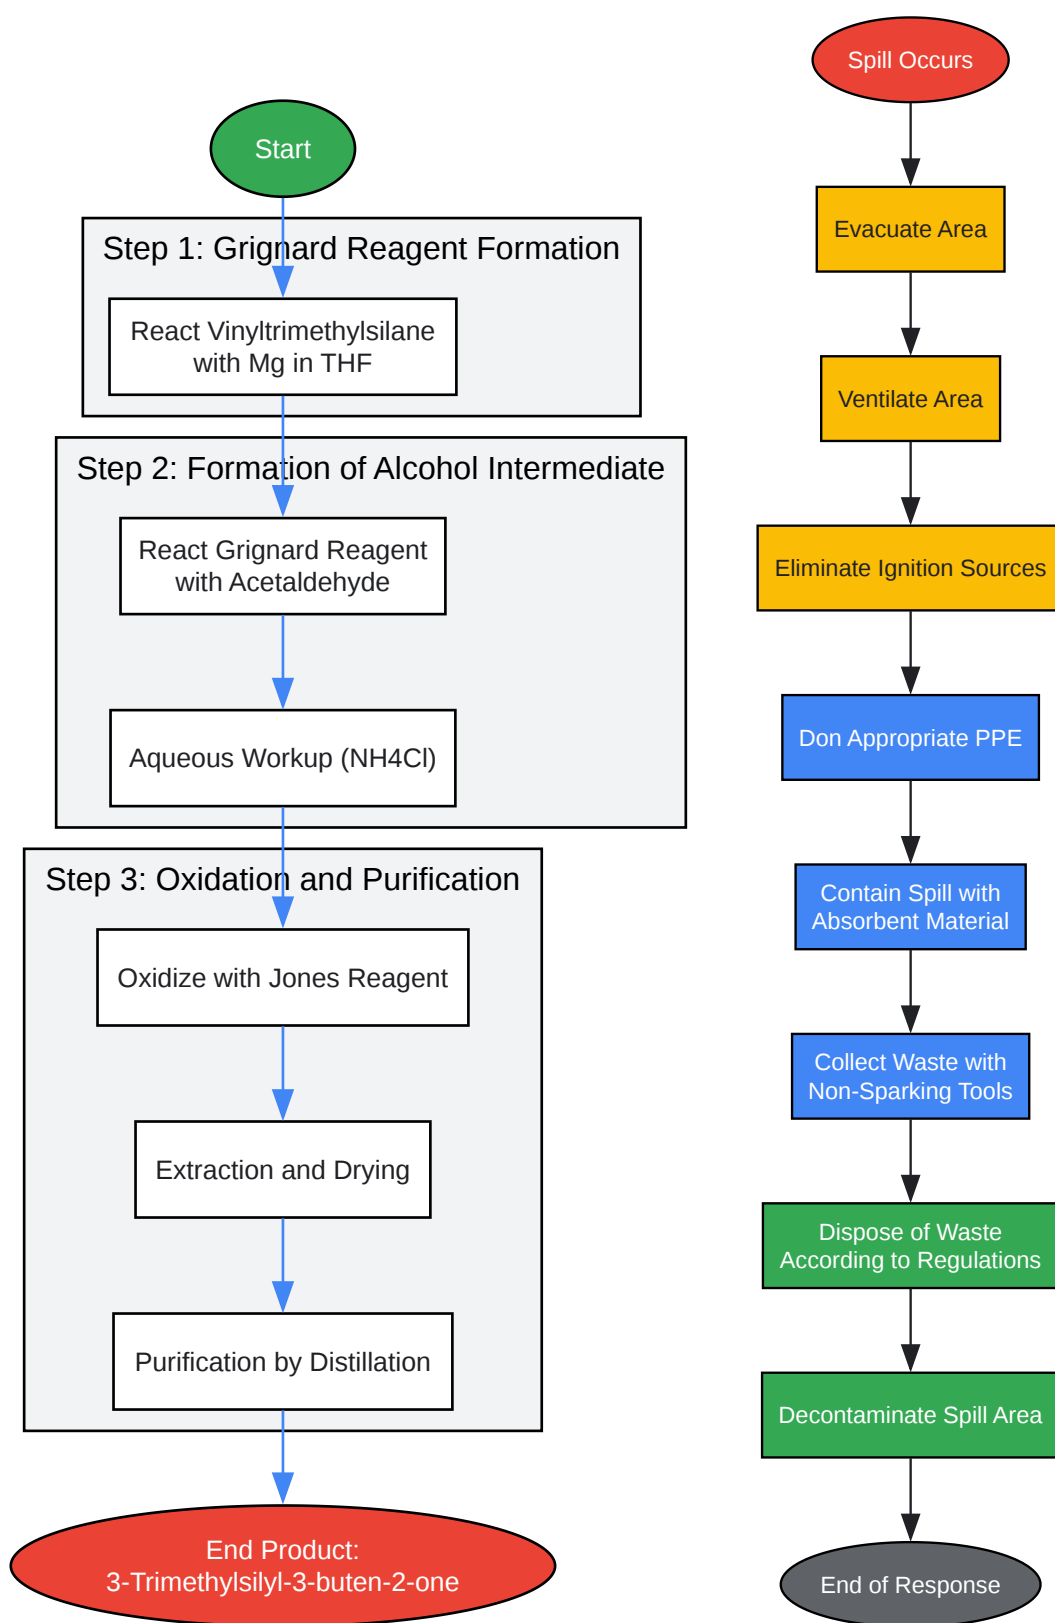 Start
Step 1: Grignard Reagent Formation
React Vinyltrimethylsilane
with Mg in THF
Step 2: Formation of Alcohol Intermediate
React Grignard Reagent
with Acetaldehyde
Aqueous Workup (NH4Cl)
Step 3: Oxidation and Purification
Oxidize with Jones Reagent
Extraction and Drying
Purification by Distillation
End Product:
3-Trimethylsilyl-3-buten-2-one
Spill Occurs
Evacuate Area
Ventilate Area
Eliminate Ignition Sources
Don Appropriate PPE
Contain Spill with
Absorbent Material
Collect Waste with
Non-Sparking Tools
Dispose of Waste
According to Regulations
Decontaminate Spill Area
End of Response